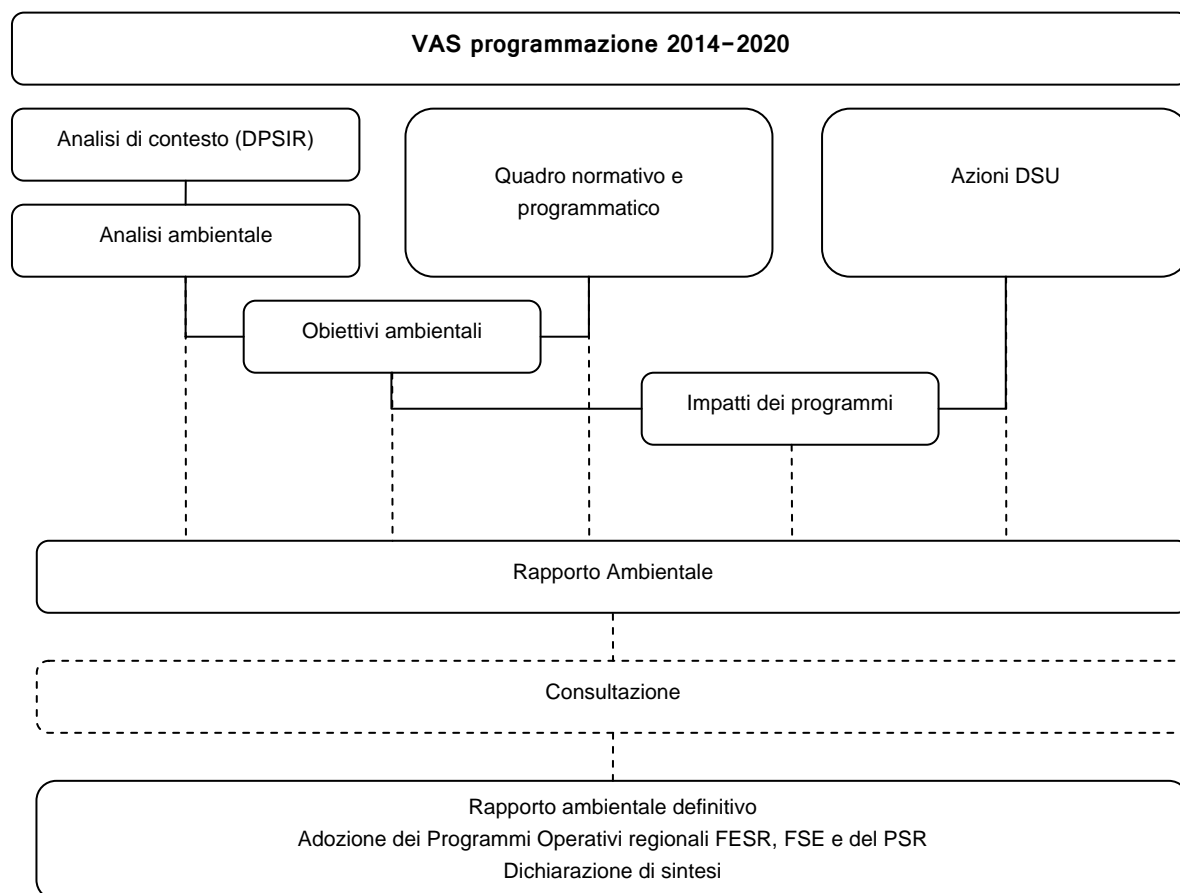 VAS programmazione 2014-2020
Analisi di contesto (DPSIR)
Analisi ambientale
Quadro normativo e
programmatico
Azioni DSU
Obiettivi ambientali
Impatti dei programmi
Rapporto Ambientale
Consultazione
Rapporto ambientale definitivo
Adozione dei Programmi Operativi regionali FESR, FSE e del PSR
Dichiarazione di sintesi